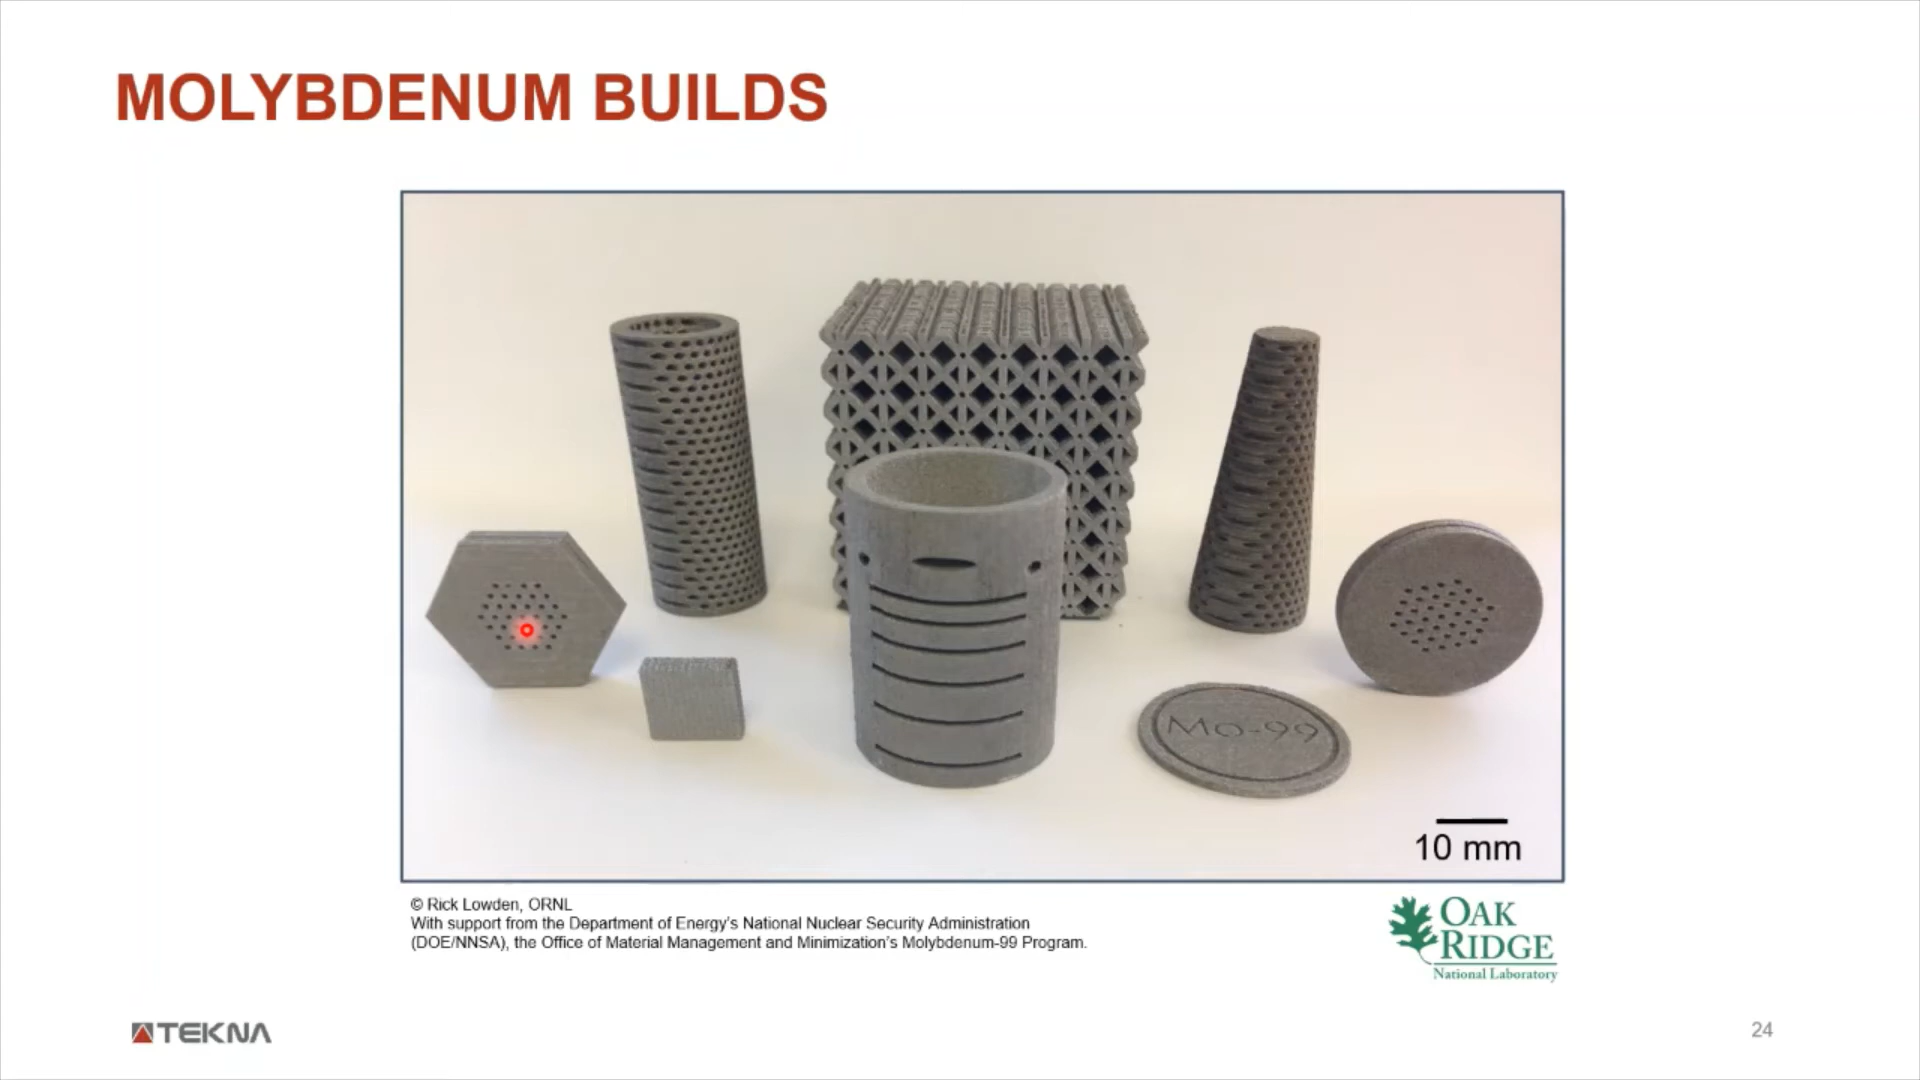 MOLYBDENUM BUILDS
Mo-99
10 mm
© Rick Lowden, ORNL
With support from the Department of Energy's National Nuclear Security Administration
(DOE/NNSA), the Office of Material Management and Minimization's Molybdenum-99 Program.
OAK
RIDGE
National Laboratory
TEKNA
24